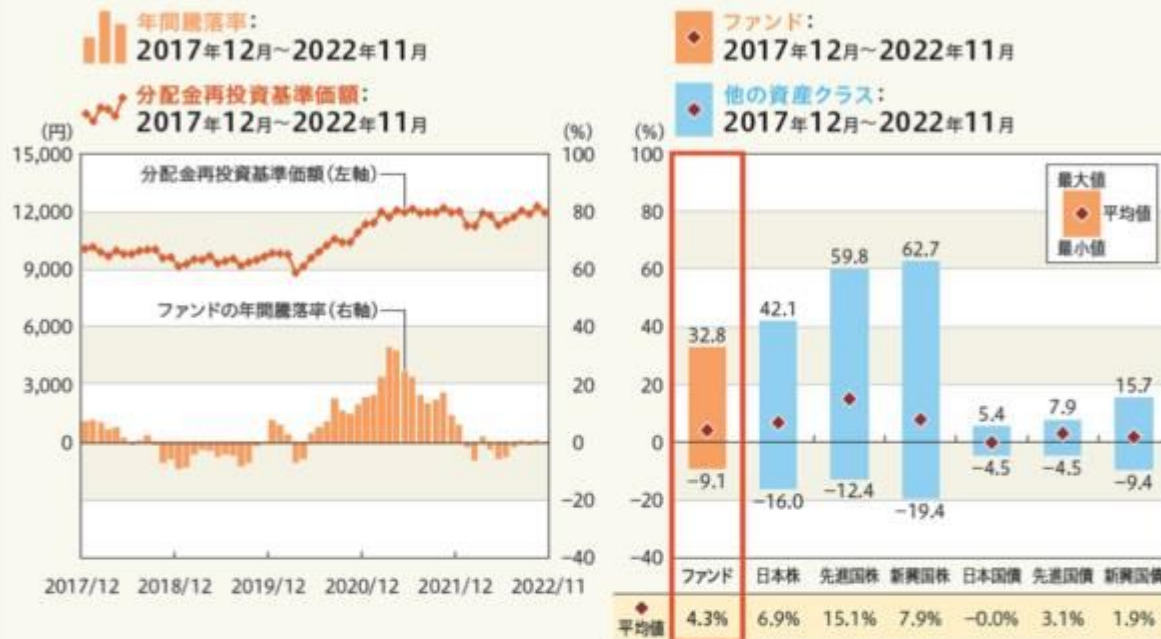 年間騰落率：
2017年12月～2022年11月
分配金再投資基準価額：
2017年12月～2022年11月
(円)
(%)
15,000
12,000
9,000
6,000
3,000
0
100
80
60
40
20
0
−20
−40
分配金再投資基準価額(左軸)
ファンドの年間騰落率(右軸)
2017/12 2018/12 2019/12 2020/12 2021/12 2022/11
ファンド：
2017年12月～2022年11月
他の資産クラス：
2017年12月～2022年11月
(%)
100
80
60
40
20
0
−20
−40
最大値
平均値
最小値
32.8
−9.1
42.1
−16.0
59.8
−12.4
62.7
−19.4
5.4
−4.5
7.9
−4.5
15.7
−9.4
ファンド 日本株 先進国株 新興国株 日本国債 先進国債 新興国債
平均値 4.3% 6.9% 15.1% 7.9% −0.0% 3.1% 1.9%